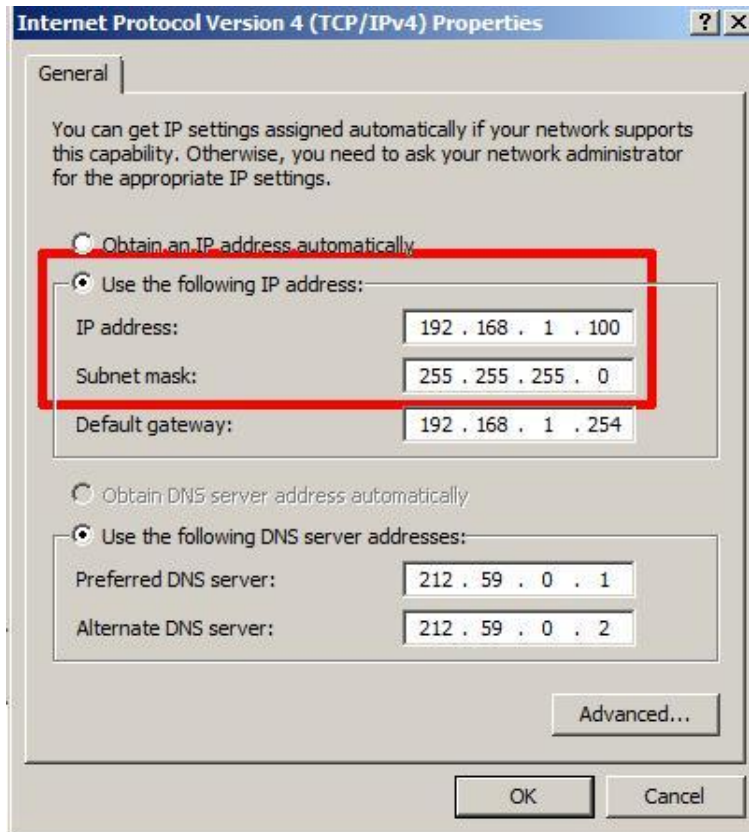 Internet Protocol Version 4 (TCP/IPv4) Properties
General
You can get IP settings assigned automatically if your network supports
this capability. Otherwise, you need to ask your network administrator
for the appropriate IP settings.
Obtain an IP address automatically
Use the following IP address:
IP address: 192 . 168 . 1 . 100
Subnet mask: 255 . 255 . 255 . 0
Default gateway: 192 . 168 . 1 . 254
Obtain DNS server address automatically
Use the following DNS server addresses:
Preferred DNS server: 212 . 59 . 0 . 1
Alternate DNS server: 212 . 59 . 0 . 2
Advanced...
OK Cancel